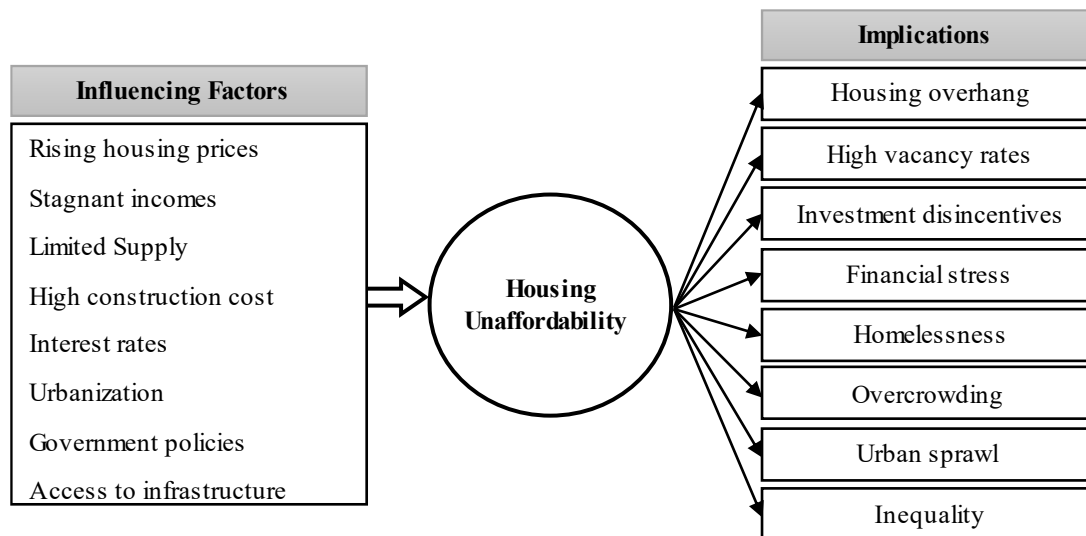 Influencing Factors
Rising housing prices
Stagnant incomes
Limited Supply
High construction cost
Interest rates
Urbanization
Government policies
Access to infrastructure
Housing
Unaffordability
Implications
Housing overhang
High vacancy rates
Investment disincentives
Financial stress
Homelessness
Overcrowding
Urban sprawl
Inequality